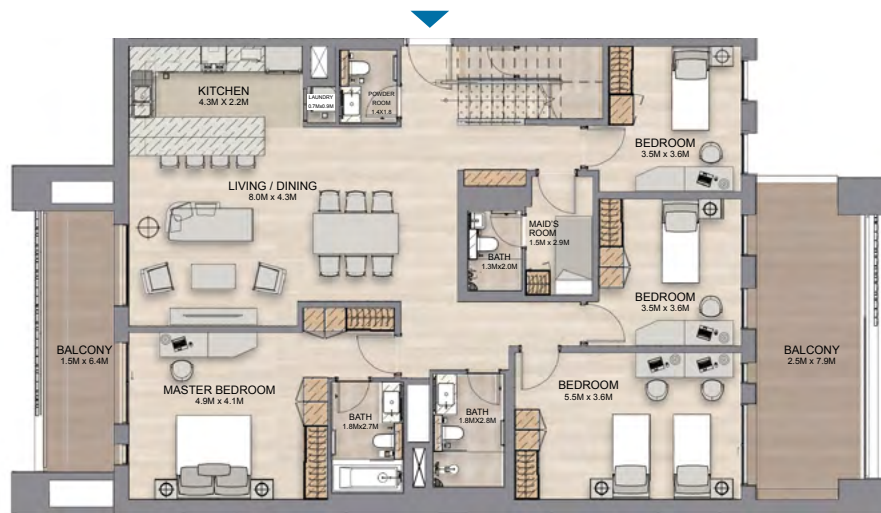 KITCHEN
4.3M X 2.2M
LAUNDRY
0.7Mx0.9M
POWDER
ROOM
1.4X1.8
BEDROOM
3.5M x 3.6M
LIVING / DINING
8.0M x 4.3M
MAID'S
ROOM
1.5M x 2.9M
BATH
1.3Mx2.0M
BEDROOM
3.5M x 3.6M
BALCONY
1.5M x 6.4M
BALCONY
2.5M x 7.9M
MASTER BEDROOM
4.9M x 4.1M
BATH
1.8Mx2.7M
BATH
1.8MX2.8M
BEDROOM
5.5M x 3.6M